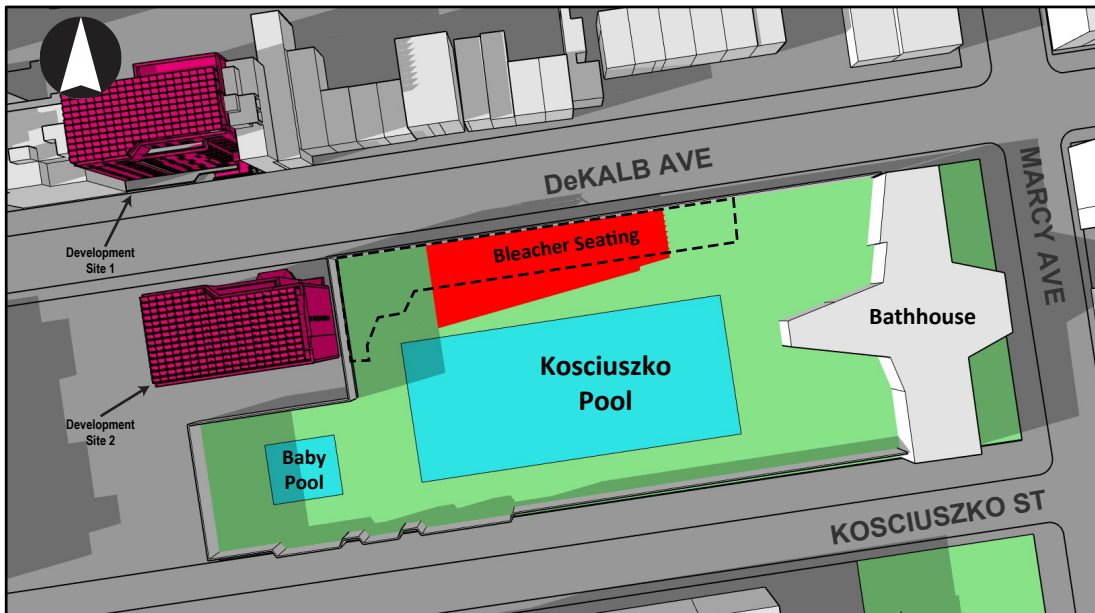 DeKALB AVE
MARCY AVE
Development
Site 1
Bleacher Seating
Bathhouse
Kosciuszko
Pool
Development
Site 2
Baby
Pool
KOSCIUSZKO ST